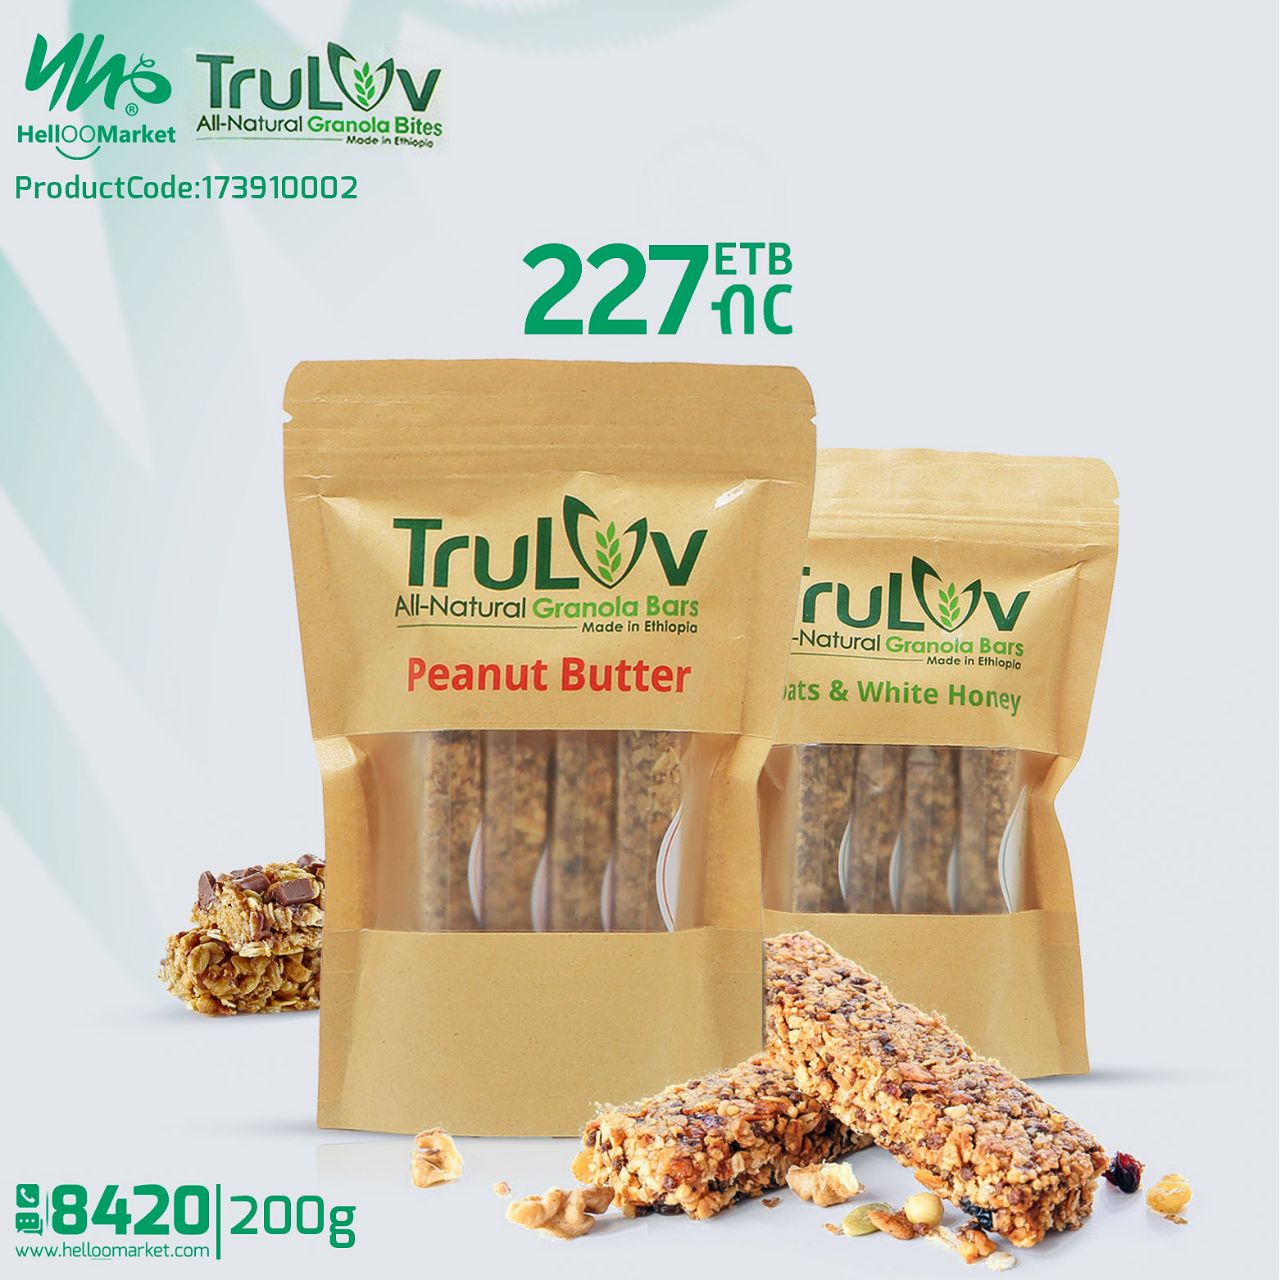 HellOOMarket
®
TruLuv
All-Natural Granola Bites
Made in Ethiopia
ProductCode:173910002
227 ETB
ብር
TruLuv
All-Natural Granola Bars
Made in Ethiopia
Peanut Butter
TruLuv
-Natural Granola Bars
Made in Ethiopia
& White Honey
8420
200g
www.helloomarket.com